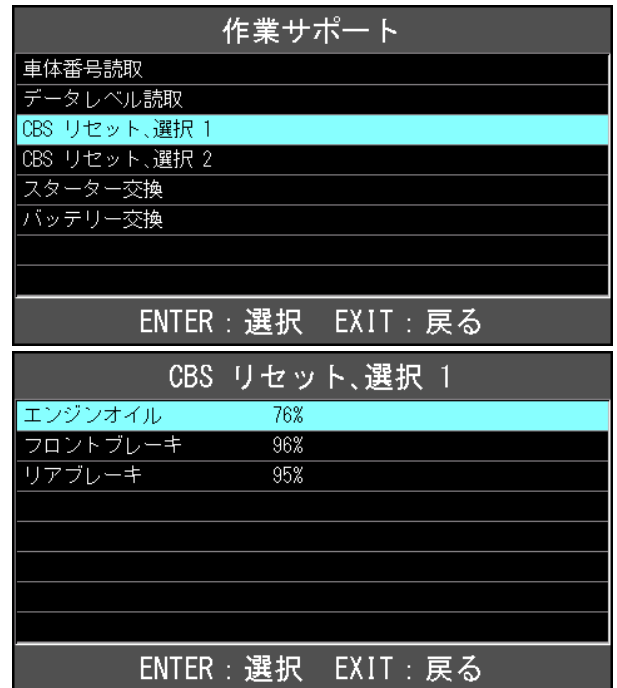 作業サポート
車体番号読取
データレベル読取
CBS リセット、選択 1
CBS リセット、選択 2
スターター交換
バッテリー交換
ENTER：選択　EXIT：戻る
CBS リセット、選択 1
エンジンオイル 76%
フロントブレーキ 96%
リアブレーキ 95%
ENTER：選択　EXIT：戻る